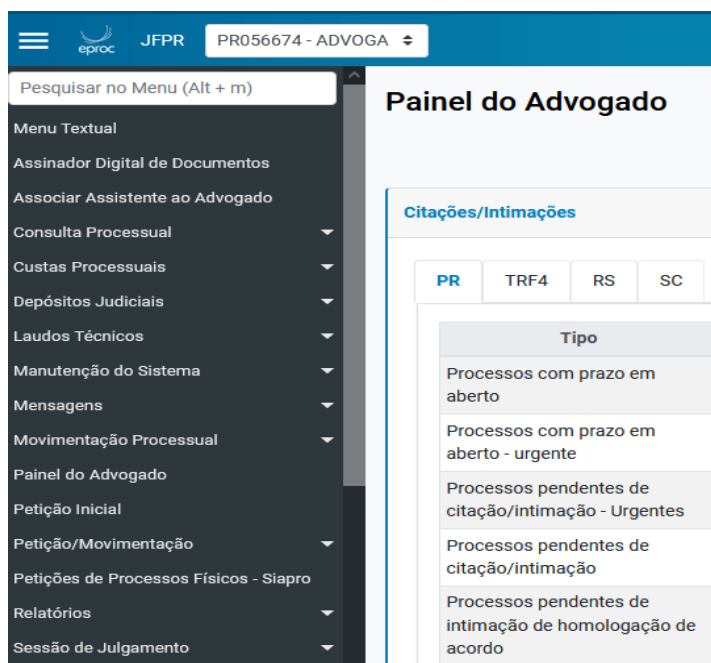 eproc JFPR PR056674 - ADVOGA
Pesquisar no Menu (Alt + m)
Menu Textual
Assinador Digital de Documentos
Associar Assistente ao Advogado
Consulta Processual
Custas Processuais
Depósitos Judiciais
Laudos Técnicos
Manutenção do Sistema
Mensagens
Movimentação Processual
Painel do Advogado
Petição Inicial
Petição/Movimentação
Petições de Processos Físicos - Siapro
Relatórios
Sessão de Julgamento
Painel do Advogado
Citações/Intimações
PR TRF4 RS SC
Tipo
Processos com prazo em
aberto
Processos com prazo em
aberto - urgente
Processos pendentes de
citação/intimação - Urgentes
Processos pendentes de
citação/intimação
Processos pendentes de
intimação de homologação de
acordo